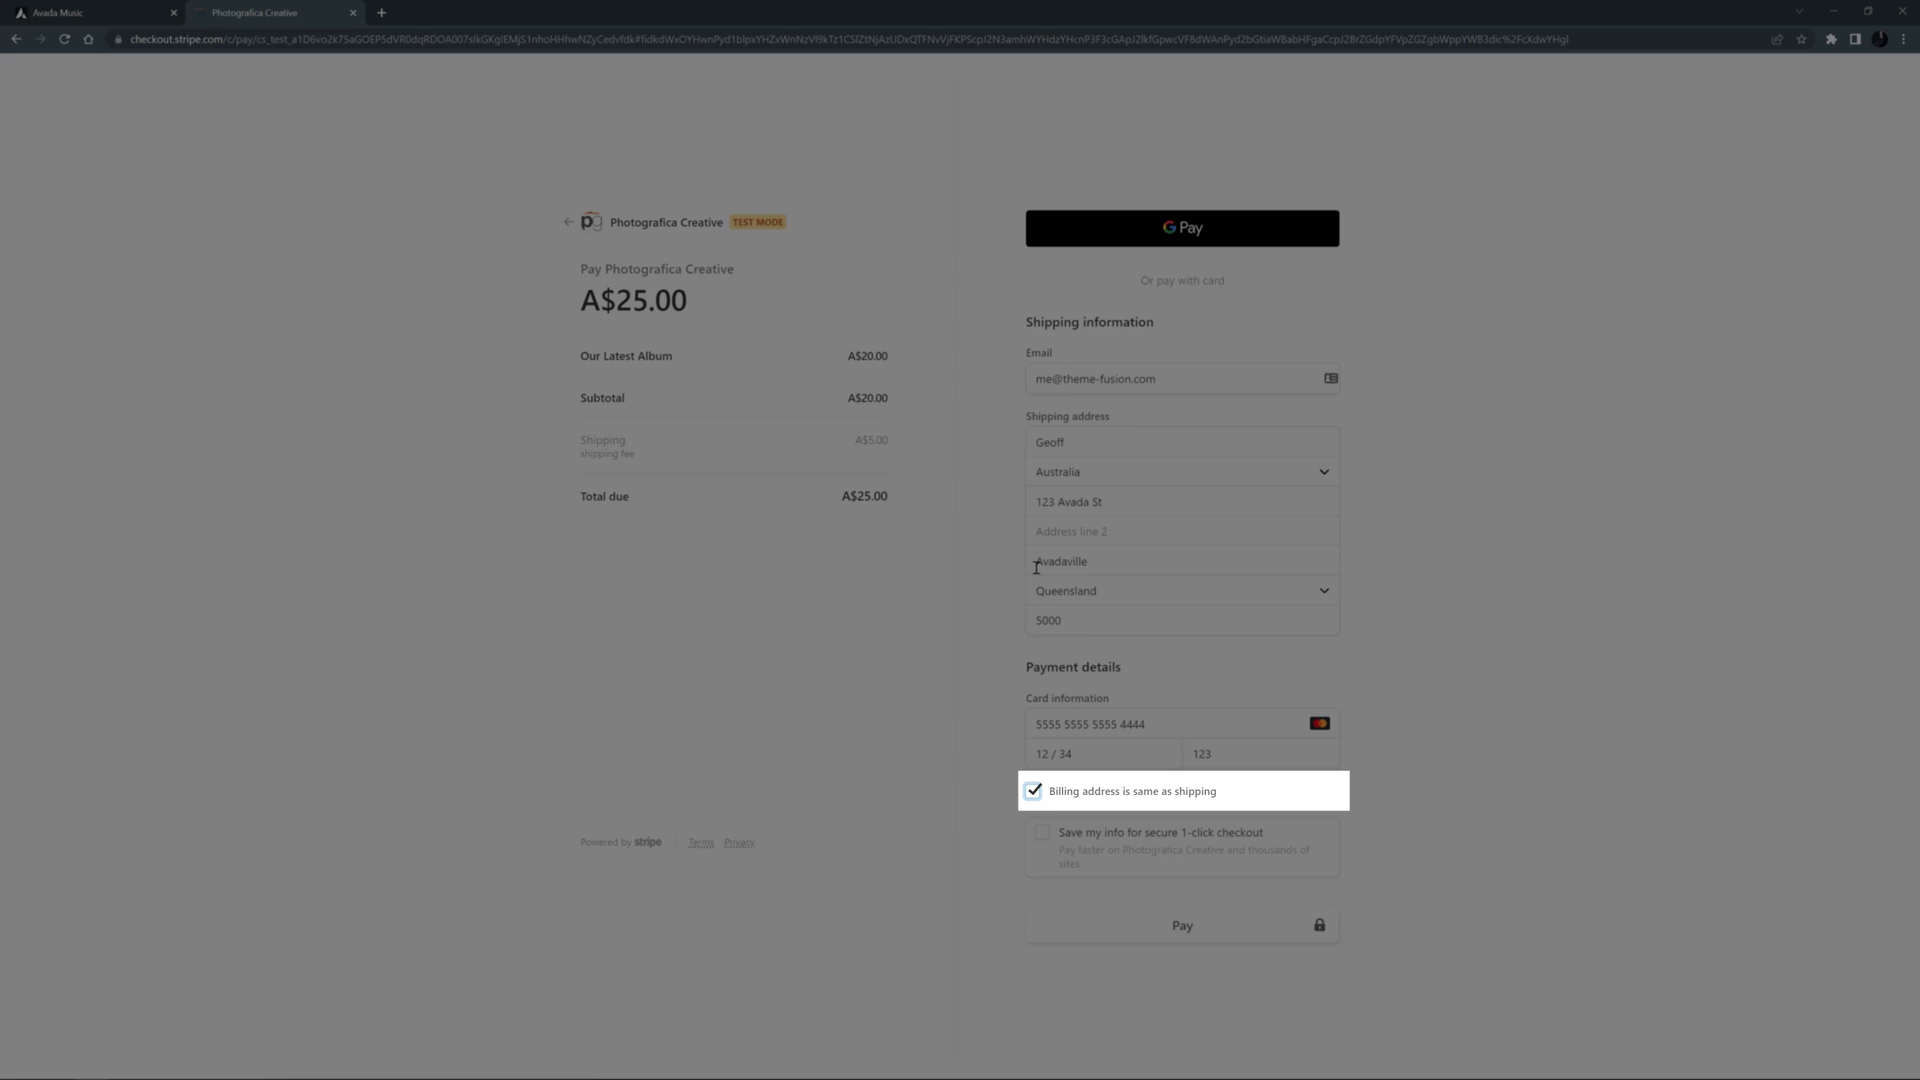 Avada Music
Photografica Creative
Photografica Creative TEST MODE
Pay Photografica Creative
A$25.00
Our Latest Album A$20.00
Subtotal A$20.00
Shipping A$5.00
shipping fee
Total due A$25.00
Powered by stripe Terms Privacy
G Pay
Or pay with card
Shipping information
Email
me@theme-fusion.com
Shipping address
Geoff
Australia
123 Avada St
Address line 2
Avadaville
Queensland
5000
Payment details
Card information
5555 5555 5555 4444
12 / 34 123
Billing address is same as shipping
Save my info for secure 1-click checkout
Pay faster on Photografica Creative and thousands of
sites.
Pay